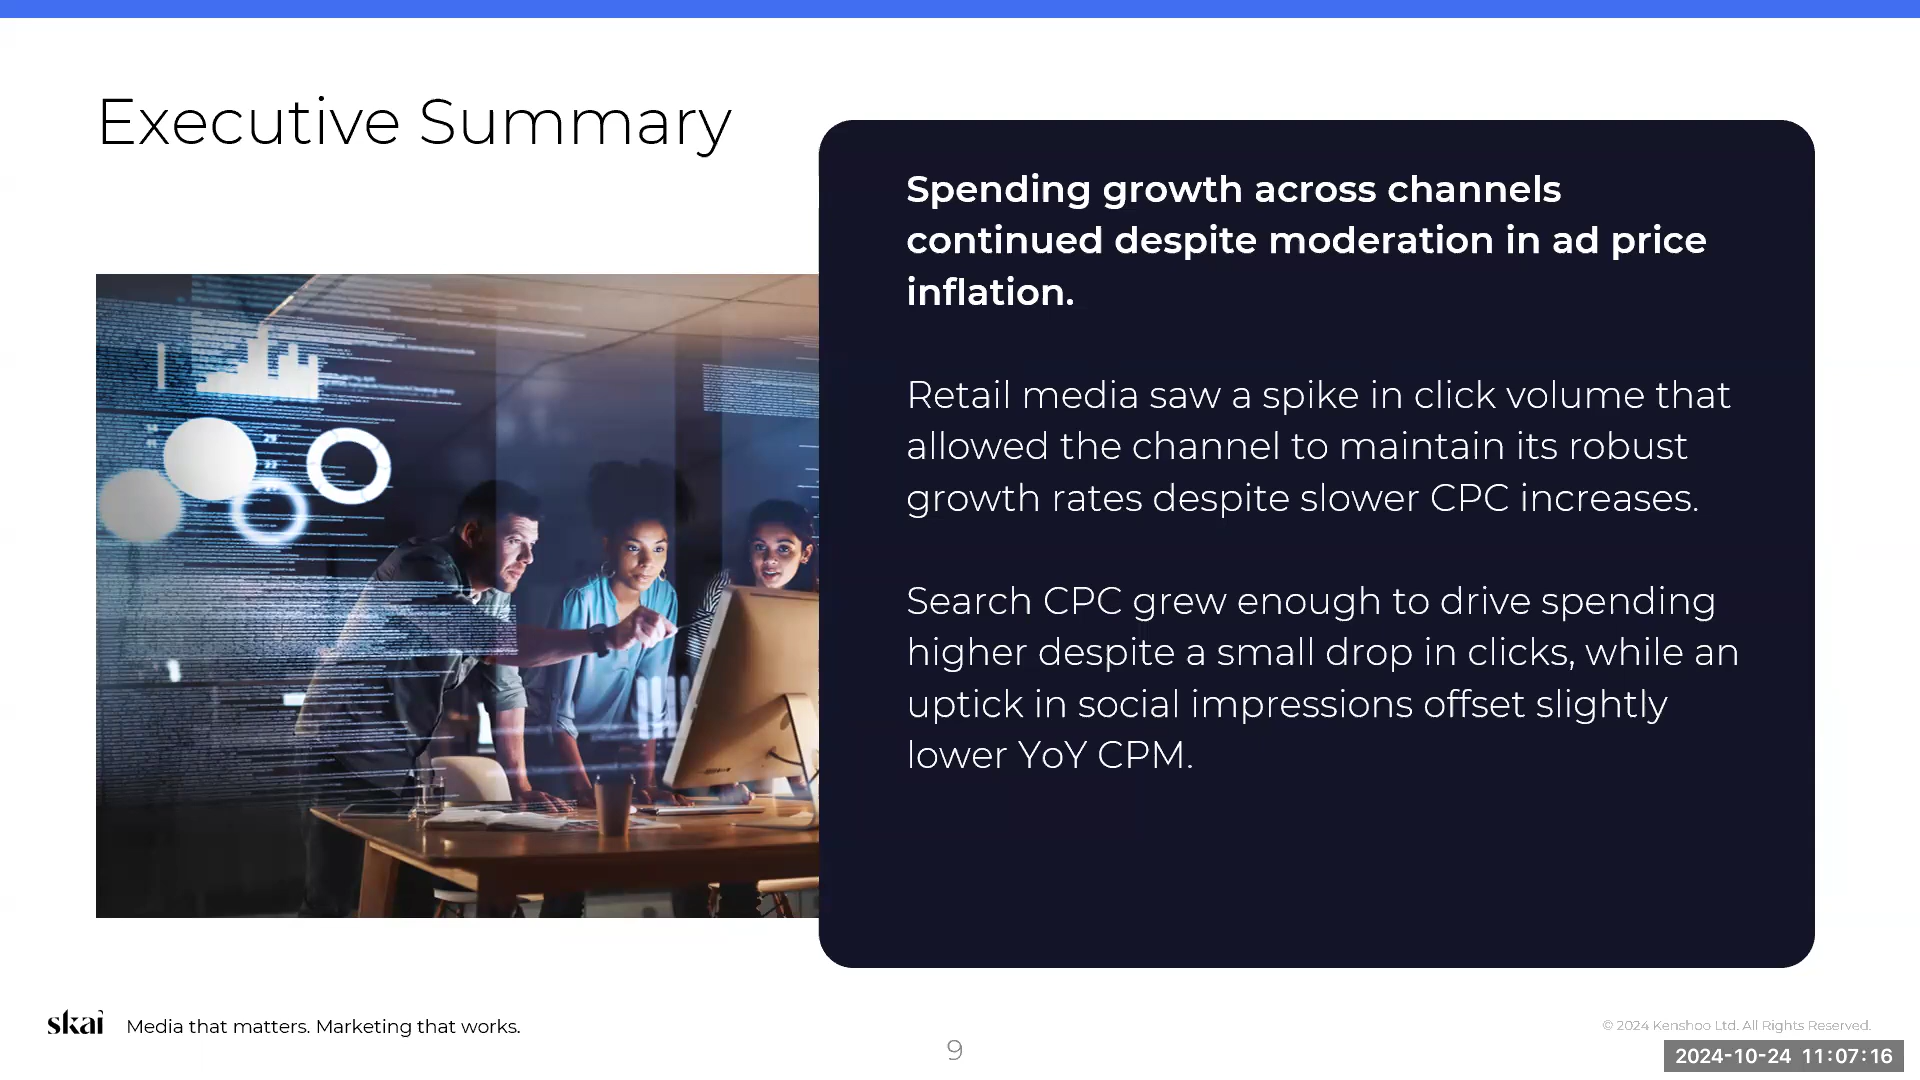 Executive Summary
Spending growth across channels
continued despite moderation in ad price
inflation.
Retail media saw a spike in click volume that
allowed the channel to maintain its robust
growth rates despite slower CPC increases.
Search CPC grew enough to drive spending
higher despite a small drop in clicks, while an
uptick in social impressions offset slightly
lower YoY CPM.
skai Media that matters. Marketing that works.
9
© 2024 Kenshoo Ltd. All Rights Reserved.
2024-10-24 11:07:16